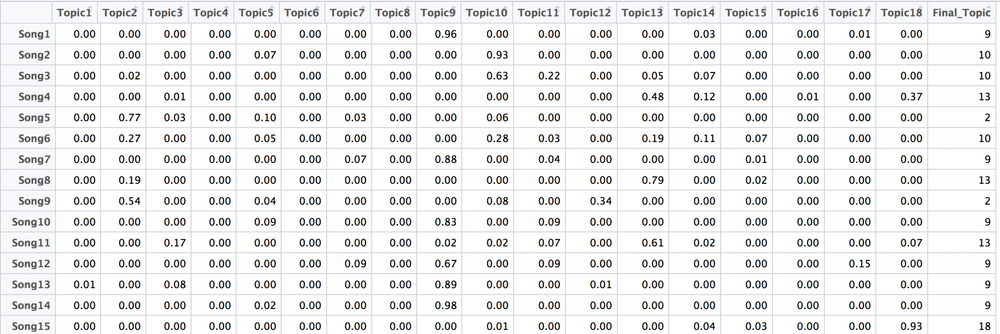 Topic1 Topic2 Topic3 Topic4 Topic5 Topic6 Topic7 Topic8 Topic9 Topic10 Topic11 Topic12 Topic13 Topic14 Topic15 Topic16 Topic17 Topic18 Final_Topic
Song1 0.00 0.00 0.00 0.00 0.00 0.00 0.00 0.00 0.96 0.00 0.00 0.00 0.00 0.03 0.00 0.00 0.01 0.00 9
Song2 0.00 0.00 0.00 0.00 0.07 0.00 0.00 0.00 0.00 0.93 0.00 0.00 0.00 0.00 0.00 0.00 0.00 0.00 10
Song3 0.00 0.02 0.00 0.00 0.00 0.00 0.00 0.00 0.00 0.63 0.22 0.00 0.05 0.07 0.00 0.00 0.00 0.00 10
Song4 0.00 0.00 0.01 0.00 0.00 0.00 0.00 0.00 0.00 0.00 0.00 0.00 0.48 0.12 0.00 0.01 0.00 0.37 13
Song5 0.00 0.77 0.03 0.00 0.10 0.00 0.03 0.00 0.00 0.06 0.00 0.00 0.00 0.00 0.00 0.00 0.00 0.00 2
Song6 0.00 0.27 0.00 0.00 0.05 0.00 0.00 0.00 0.00 0.28 0.03 0.00 0.19 0.11 0.07 0.00 0.00 0.00 10
Song7 0.00 0.00 0.00 0.00 0.00 0.00 0.07 0.00 0.88 0.00 0.04 0.00 0.00 0.00 0.01 0.00 0.00 0.00 9
Song8 0.00 0.19 0.00 0.00 0.00 0.00 0.00 0.00 0.00 0.00 0.00 0.00 0.79 0.00 0.02 0.00 0.00 0.00 13
Song9 0.00 0.54 0.00 0.00 0.04 0.00 0.00 0.00 0.00 0.08 0.00 0.34 0.00 0.00 0.00 0.00 0.00 0.00 2
Song10 0.00 0.00 0.00 0.00 0.09 0.00 0.00 0.00 0.83 0.00 0.09 0.00 0.00 0.00 0.00 0.00 0.00 0.00 9
Song11 0.00 0.00 0.17 0.00 0.00 0.00 0.00 0.00 0.02 0.02 0.07 0.00 0.61 0.02 0.00 0.00 0.00 0.07 13
Song12 0.00 0.00 0.00 0.00 0.00 0.00 0.09 0.00 0.67 0.00 0.09 0.00 0.00 0.00 0.00 0.00 0.15 0.00 9
Song13 0.01 0.00 0.08 0.00 0.00 0.00 0.00 0.00 0.89 0.00 0.00 0.01 0.00 0.00 0.00 0.00 0.00 0.00 9
Song14 0.00 0.00 0.00 0.00 0.02 0.00 0.00 0.00 0.98 0.00 0.00 0.00 0.00 0.00 0.00 0.00 0.00 0.00 9
Song15 0.00 0.00 0.00 0.00 0.00 0.00 0.00 0.00 0.00 0.01 0.00 0.00 0.00 0.04 0.03 0.00 0.00 0.93 18